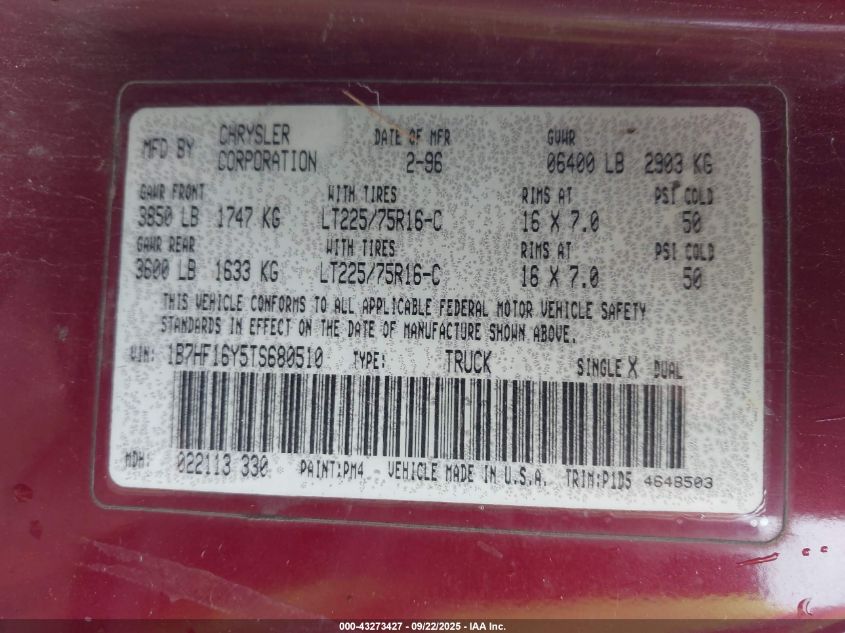 MFD BY CHRYSLER CORPORATION DATE OF MFR 2-96 GVWR 06400 LB 2903 KG
GAWR FRONT WITH TIRES RIMS AT PSI COLD
3850 LB 1747 KG LT225/75R16-C 16 X 7.0 50
GAWR REAR WITH TIRES RIMS AT PSI COLD
3600 LB 1633 KG LT225/75R16-C 16 X 7.0 50
THIS VEHICLE CONFORMS TO ALL APPLICABLE FEDERAL MOTOR VEHICLE SAFETY
STANDARDS IN EFFECT ON THE DATE OF MANUFACTURE SHOWN ABOVE.
VIN: 1B7HF16Y5TS680510 TYPE: TRUCK SINGLE X DUAL
MDH: 022113 330 PAINT:PM4 VEHICLE MADE IN U.S.A. TRIM:P1D5 4648503
000-43273427 - 09/22/2025 - IAA Inc.